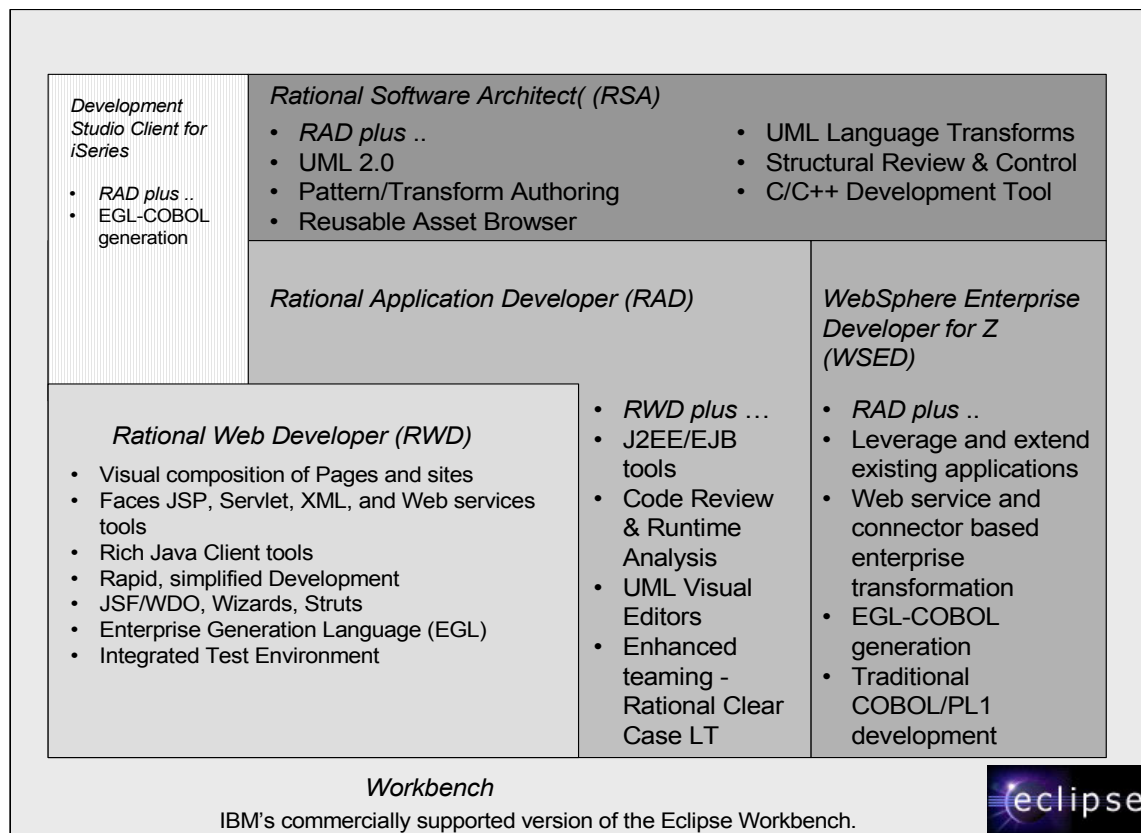 Development
Studio Client for
iSeries
• RAD plus ..
• EGL-COBOL
generation
Rational Software Architect( (RSA)
• RAD plus ..
• UML 2.0
• Pattern/Transform Authoring
• Reusable Asset Browser
• UML Language Transforms
• Structural Review & Control
• C/C++ Development Tool
Rational Application Developer (RAD)
• RWD plus …
• J2EE/EJB
tools
• Code Review
& Runtime
Analysis
• UML Visual
Editors
• Enhanced
teaming -
Rational Clear
Case LT
WebSphere Enterprise
Developer for Z
(WSED)
• RAD plus ..
• Leverage and extend
existing applications
• Web service and
connector based
enterprise
transformation
• EGL-COBOL
generation
• Traditional
COBOL/PL1
development
Rational Web Developer (RWD)
• Visual composition of Pages and sites
• Faces JSP, Servlet, XML, and Web services
tools
• Rich Java Client tools
• Rapid, simplified Development
• JSF/WDO, Wizards, Struts
• Enterprise Generation Language (EGL)
• Integrated Test Environment
Workbench
IBM's commercially supported version of the Eclipse Workbench.
eclipse